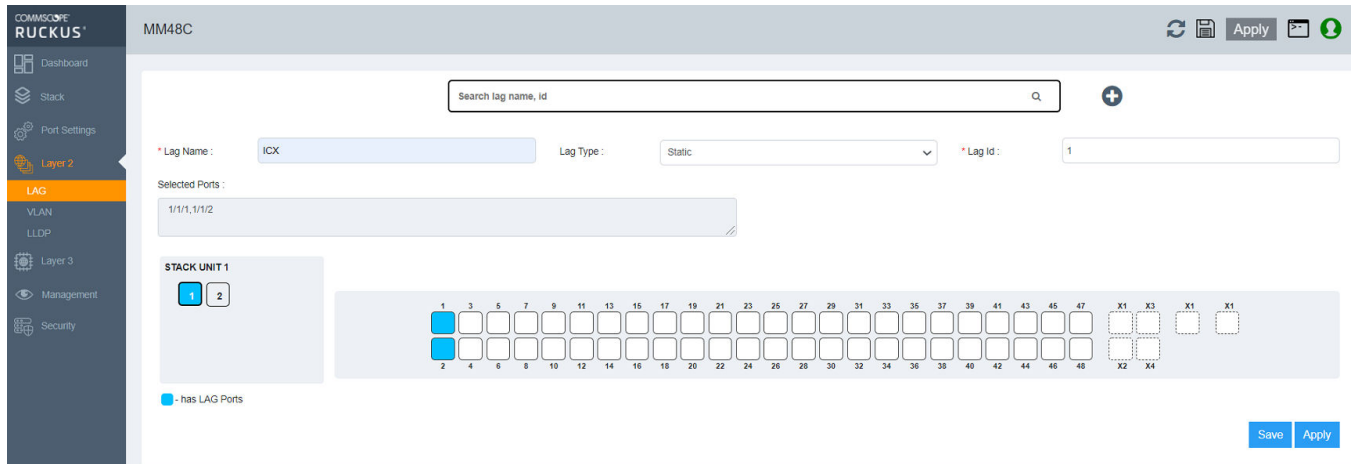 COMMSCOPE
RUCKUS®
MM48C
Apply
Dashboard
Stack
Port Settings
Layer 2
LAG
VLAN
LLDP
Layer 3
Management
Security
Search lag name, id
* Lag Name : ICX Lag Type : Static * Lag Id : 1
Selected Ports :
1/1/1,1/1/2
STACK UNIT 1
1 2
1 3 5 7 9 11 13 15 17 19 21 23 25 27 29 31 33 35 37 39 41 43 45 47 X1 X3 X1 X1
2 4 6 8 10 12 14 16 18 20 22 24 26 28 30 32 34 36 38 40 42 44 46 48 X2 X4
- has LAG Ports
Save Apply